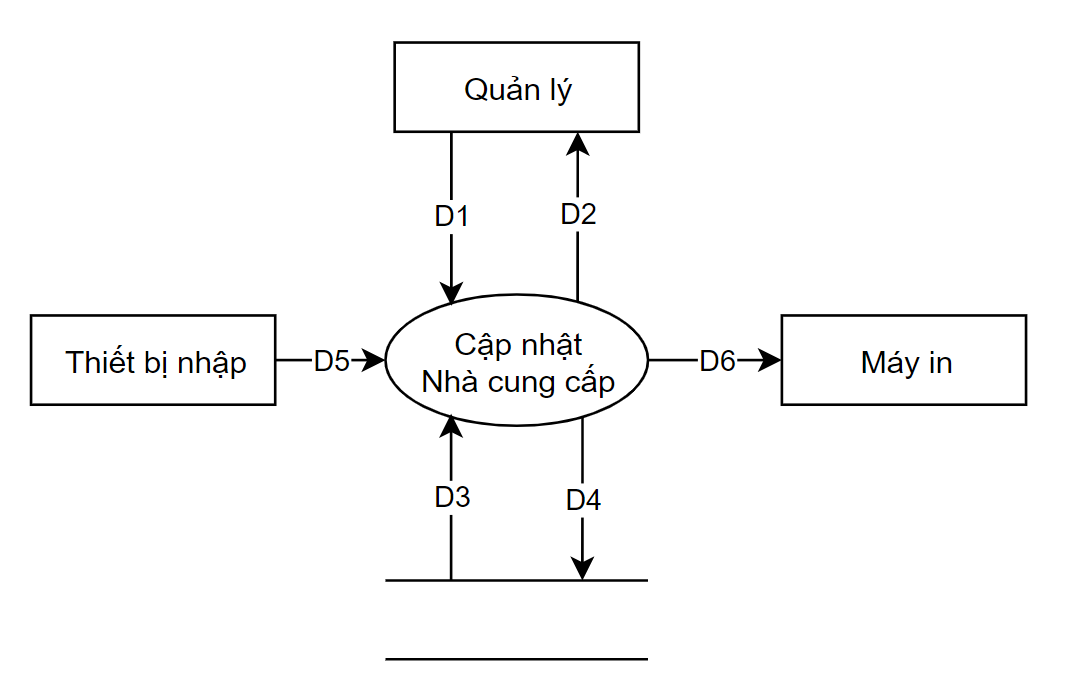 Quản lý
D1
D2
Thiết bị nhập
D5
Cập nhật
Nhà cung cấp
D6
Máy in
D3
D4